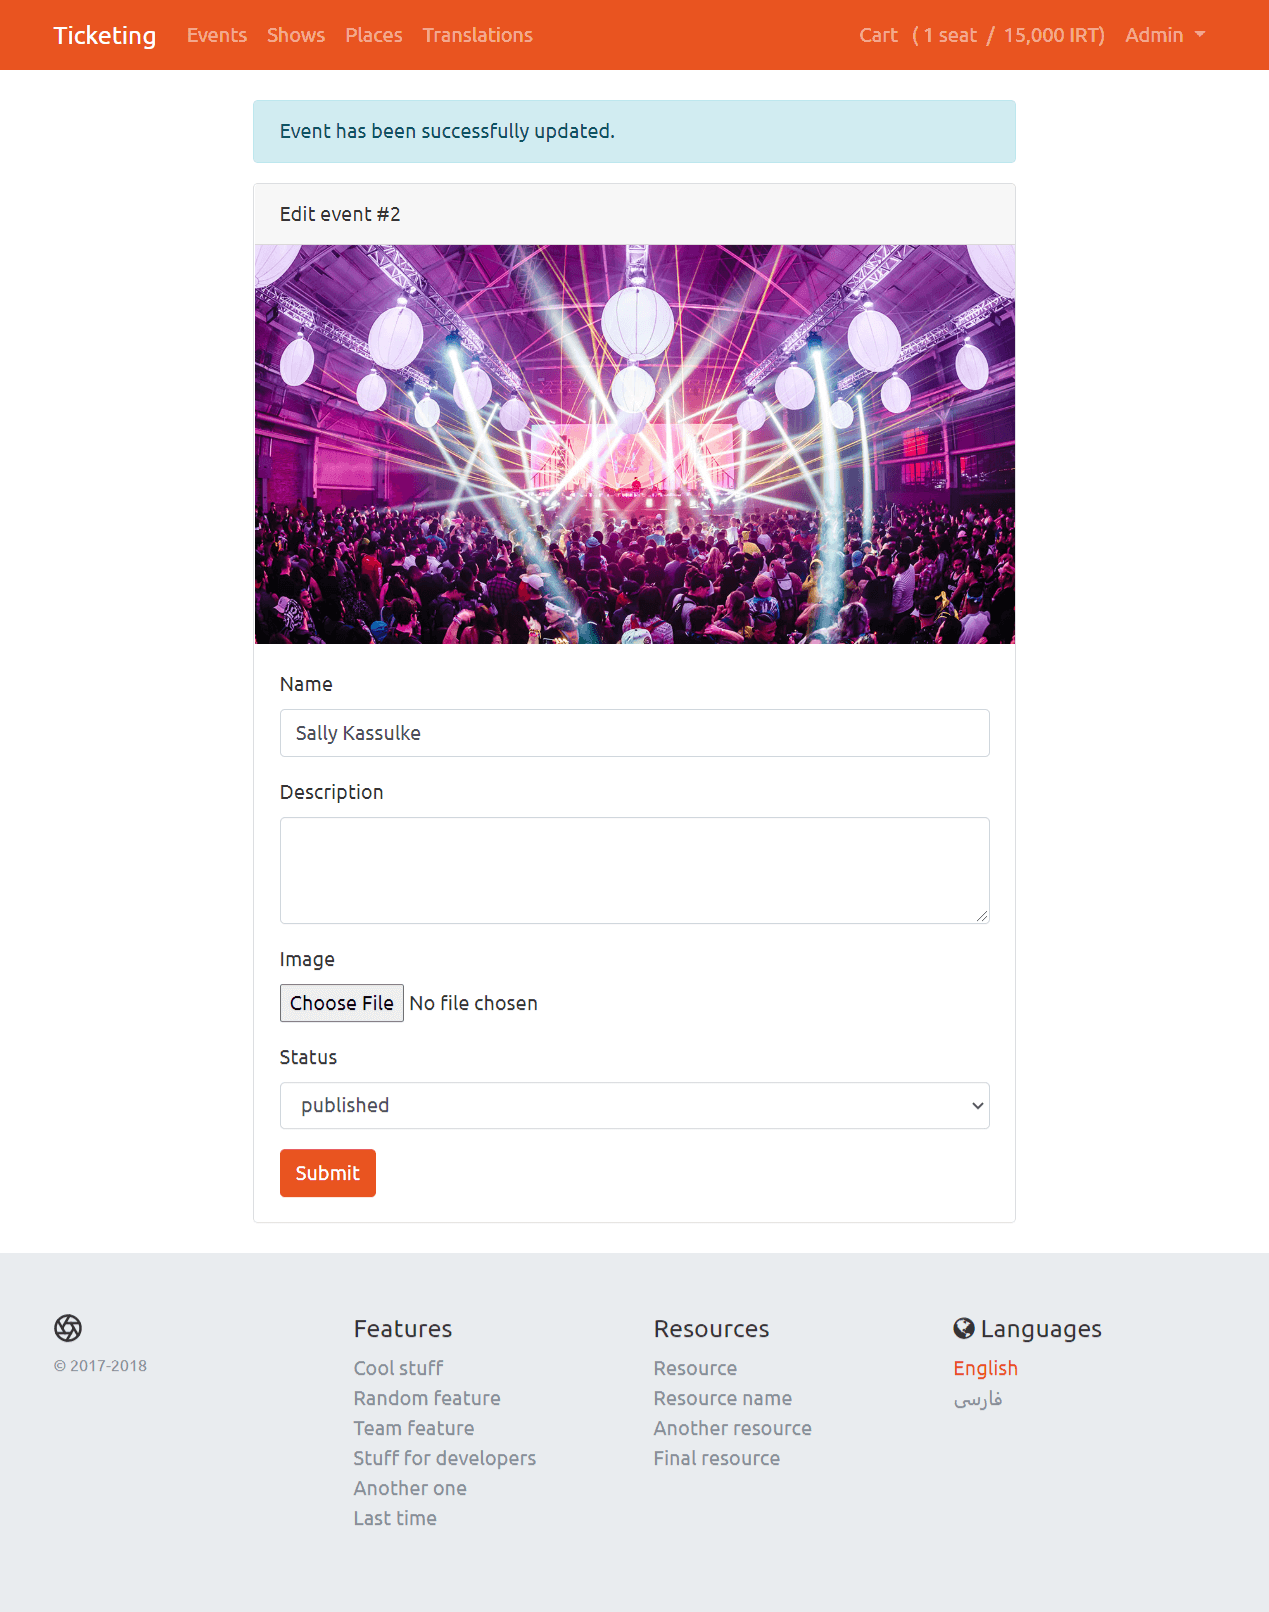 Ticketing Events Shows Places Translations Cart ( 1 seat / 15,000 IRT) Admin
Event has been successfully updated.
Edit event #2
Name
Sally Kassulke
Description
Image
Choose File No file chosen
Status
published
Submit
© 2017-2018
Features
Cool stuff
Random feature
Team feature
Stuff for developers
Another one
Last time
Resources
Resource
Resource name
Another resource
Final resource
Languages
English
فارسی